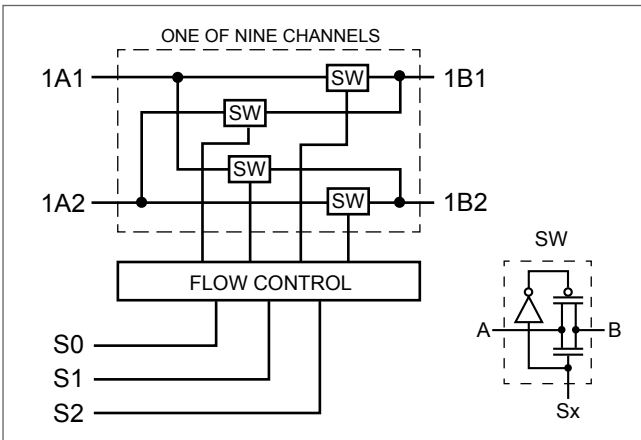 ONE OF NINE CHANNELS
1A1 SW 1B1
SW
SW
1A2 SW 1B2
FLOW CONTROL
S0
S1
S2
SW
A B
Sx